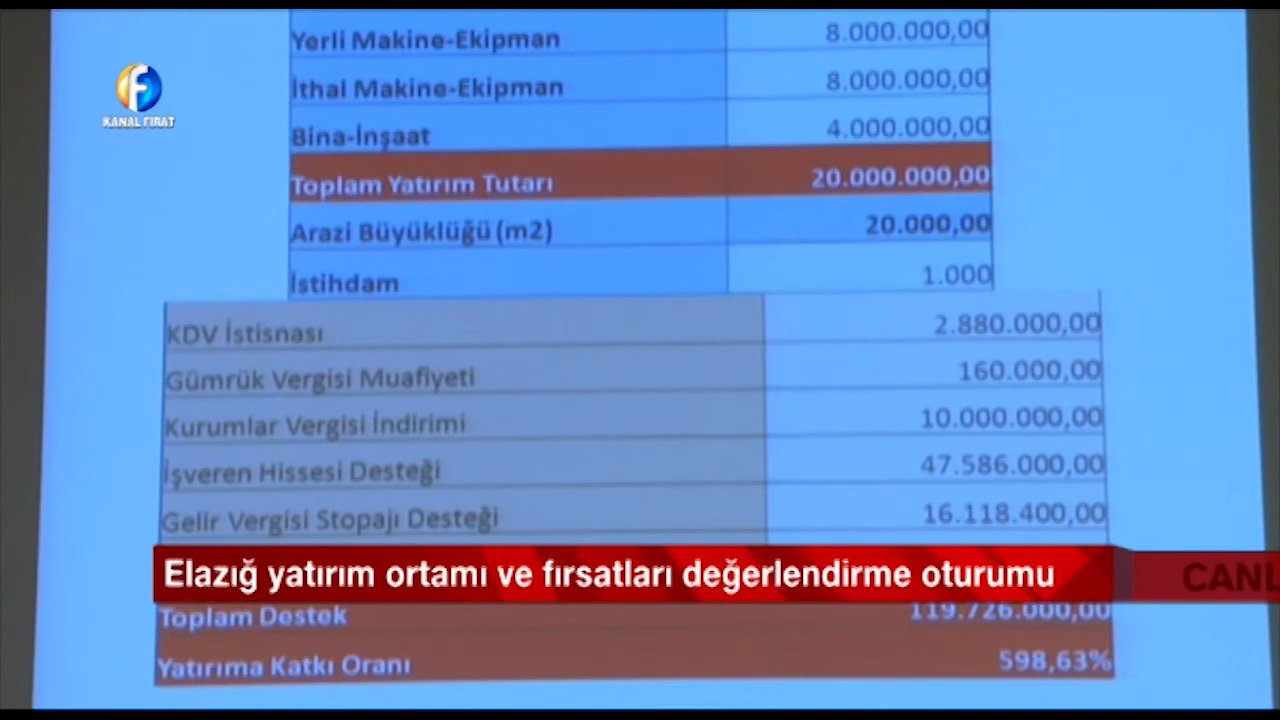 KANAL FIRAT
Yerli Makine-Ekipman 8.000.000,00
İthal Makine-Ekipman 8.000.000,00
Bina-İnşaat 4.000.000,00
Toplam Yatırım Tutarı 20.000.000,00
Arazi Büyüklüğü (m2) 20.000,00
İstihdam 1.000
KDV İstisnası 2.880.000,00
Gümrük Vergisi Muafiyeti 160.000,00
Kurumlar Vergisi İndirimi 10.000.000,00
İşveren Hissesi Desteği 47.586.000,00
Gelir Vergisi Stopajı Desteği 16.118.400,00
Elazığ yatırım ortamı ve fırsatları değerlendirme oturumu CANL
Toplam Destek 119.726.000,00
Yatırıma Katkı Oranı 598,63%